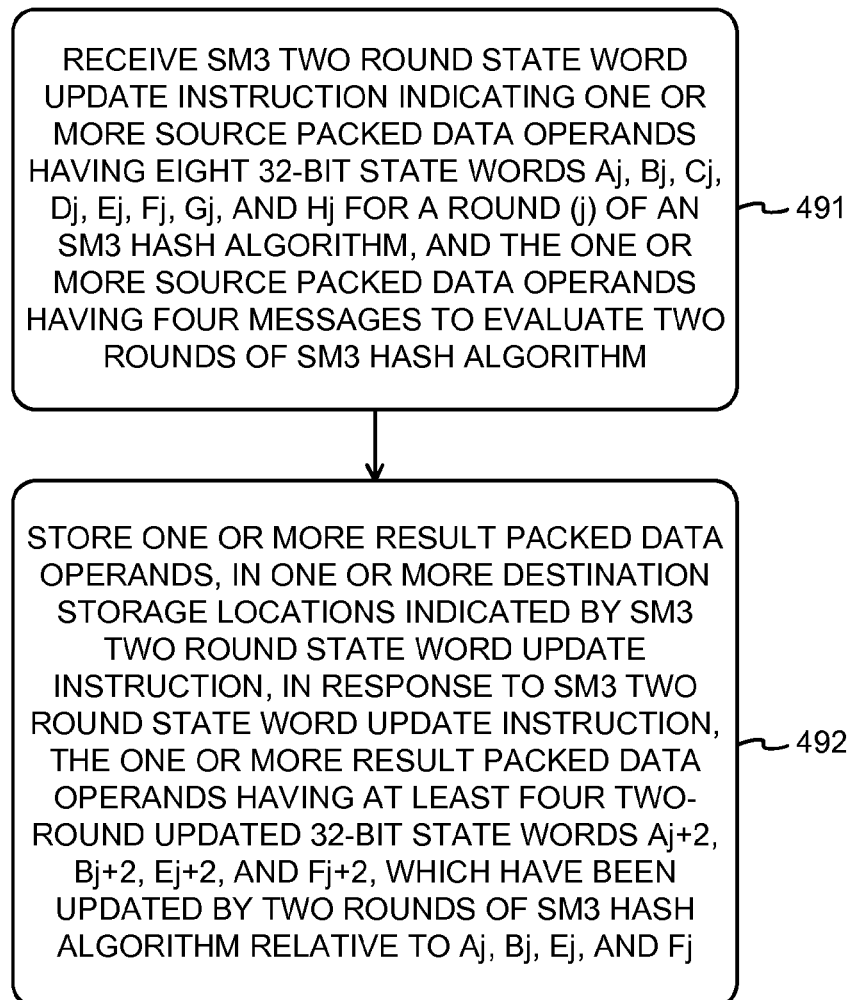 RECEIVE SM3 TWO ROUND STATE WORD
UPDATE INSTRUCTION INDICATING ONE OR
MORE SOURCE PACKED DATA OPERANDS
HAVING EIGHT 32-BIT STATE WORDS Aj, Bj, Cj,
Dj, Ej, Fj, Gj, AND Hj FOR A ROUND (j) OF AN
SM3 HASH ALGORITHM, AND THE ONE OR
MORE SOURCE PACKED DATA OPERANDS
HAVING FOUR MESSAGES TO EVALUATE TWO
ROUNDS OF SM3 HASH ALGORITHM
491
STORE ONE OR MORE RESULT PACKED DATA
OPERANDS, IN ONE OR MORE DESTINATION
STORAGE LOCATIONS INDICATED BY SM3
TWO ROUND STATE WORD UPDATE
INSTRUCTION, IN RESPONSE TO SM3 TWO
ROUND STATE WORD UPDATE INSTRUCTION,
THE ONE OR MORE RESULT PACKED DATA
OPERANDS HAVING AT LEAST FOUR TWO-
ROUND UPDATED 32-BIT STATE WORDS Aj+2,
Bj+2, Ej+2, AND Fj+2, WHICH HAVE BEEN
UPDATED BY TWO ROUNDS OF SM3 HASH
ALGORITHM RELATIVE TO Aj, Bj, Ej, AND Fj
492